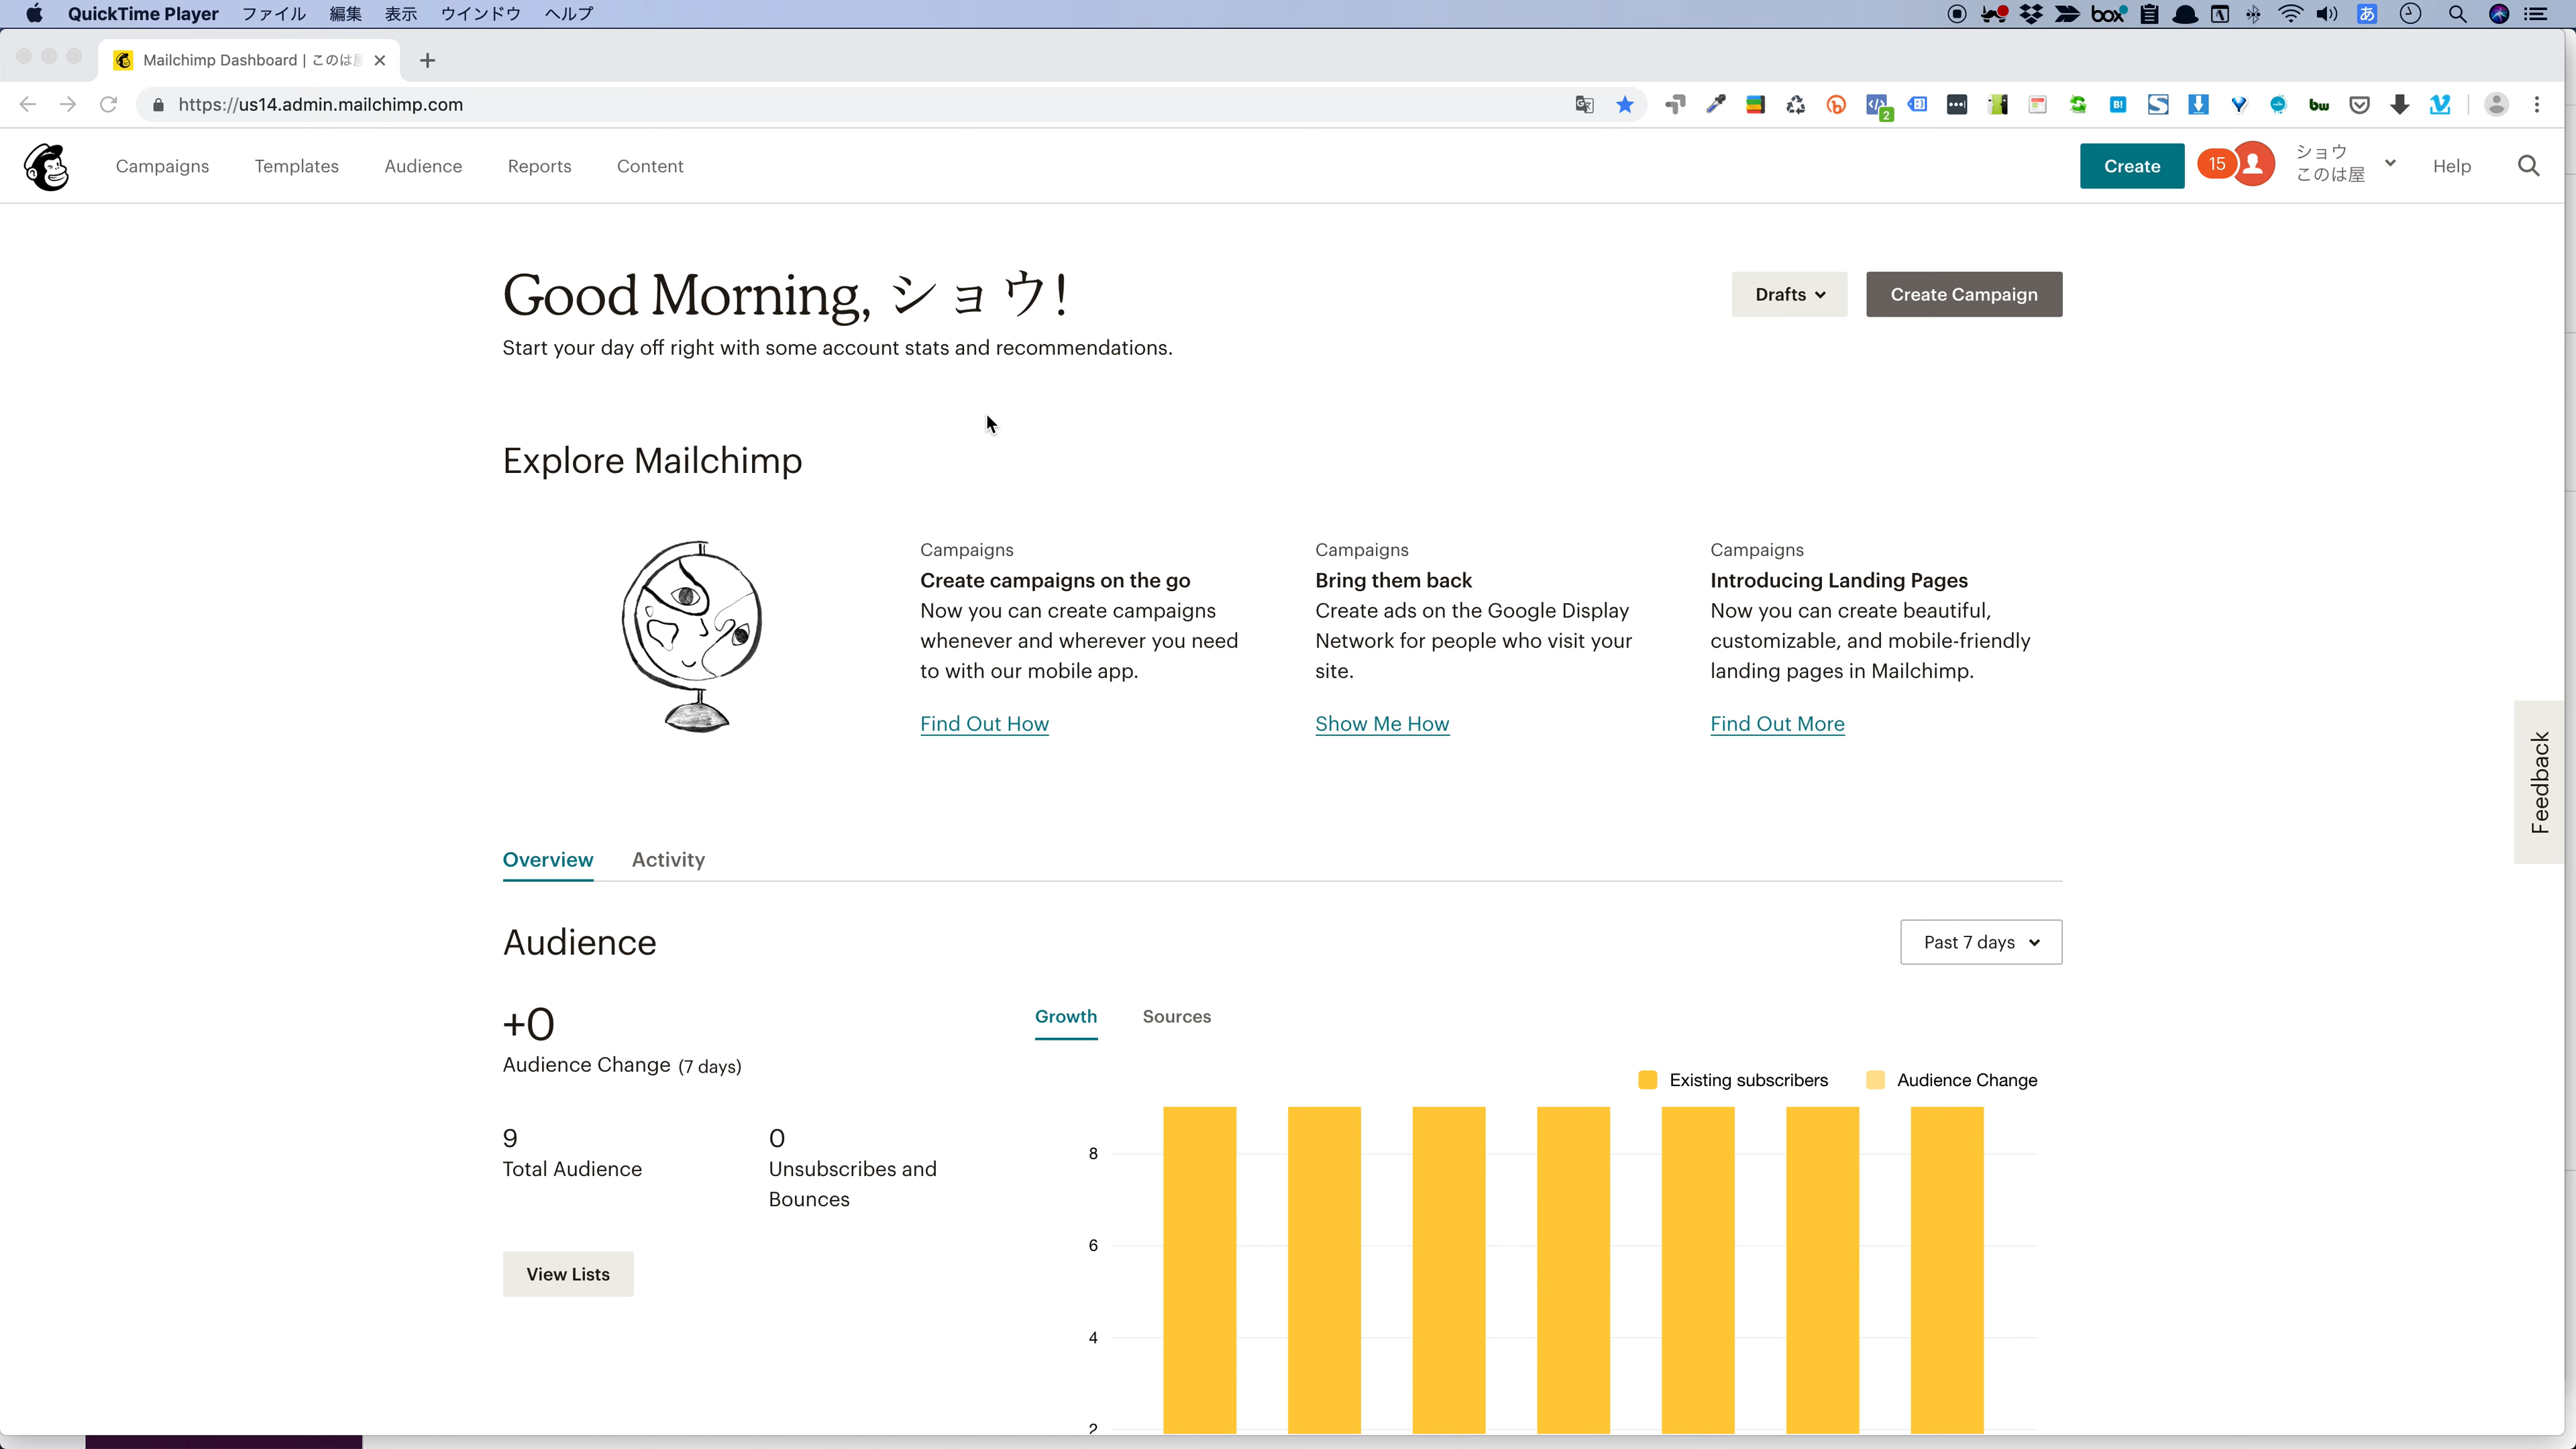 QuickTime Player ファイル 編集 表示 ウインドウ ヘルプ
box あ
Mailchimp Dashboard | このは
https://us14.admin.mailchimp.com
2 B! bw
Campaigns Templates Audience Reports Content Create 15 ショウ Help
このは屋
Good Morning, ショウ!
Drafts Create Campaign
Start your day off right with some account stats and recommendations.
Explore Mailchimp
Campaigns
Create campaigns on the go
Now you can create campaigns
whenever and wherever you need
to with our mobile app.
Find Out How
Campaigns
Bring them back
Create ads on the Google Display
Network for people who visit your
site.
Show Me How
Campaigns
Introducing Landing Pages
Now you can create beautiful,
customizable, and mobile-friendly
landing pages in Mailchimp.
Find Out More
Feedback
Overview Activity
Audience
Past 7 days
+0
Audience Change (7 days)
9
Total Audience
0
Unsubscribes and
Bounces
View Lists
Growth Sources
Existing subscribers Audience Change
8
6
4
2